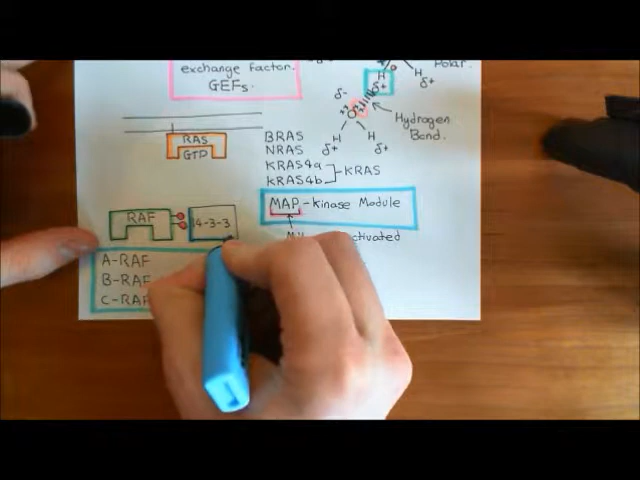 exchange factor.
GEFs.
Polar.
H
H
δ+
δ+
δ-
O
H
H
δ+
δ+
Hydrogen
Bond.
RAS
GTP
BRAS
NRAS
KRAS4a
KRAS4b
KRAS
MAP-kinase Module
RAF
14-3-3
A-RAF
B-RAF
C-RAF